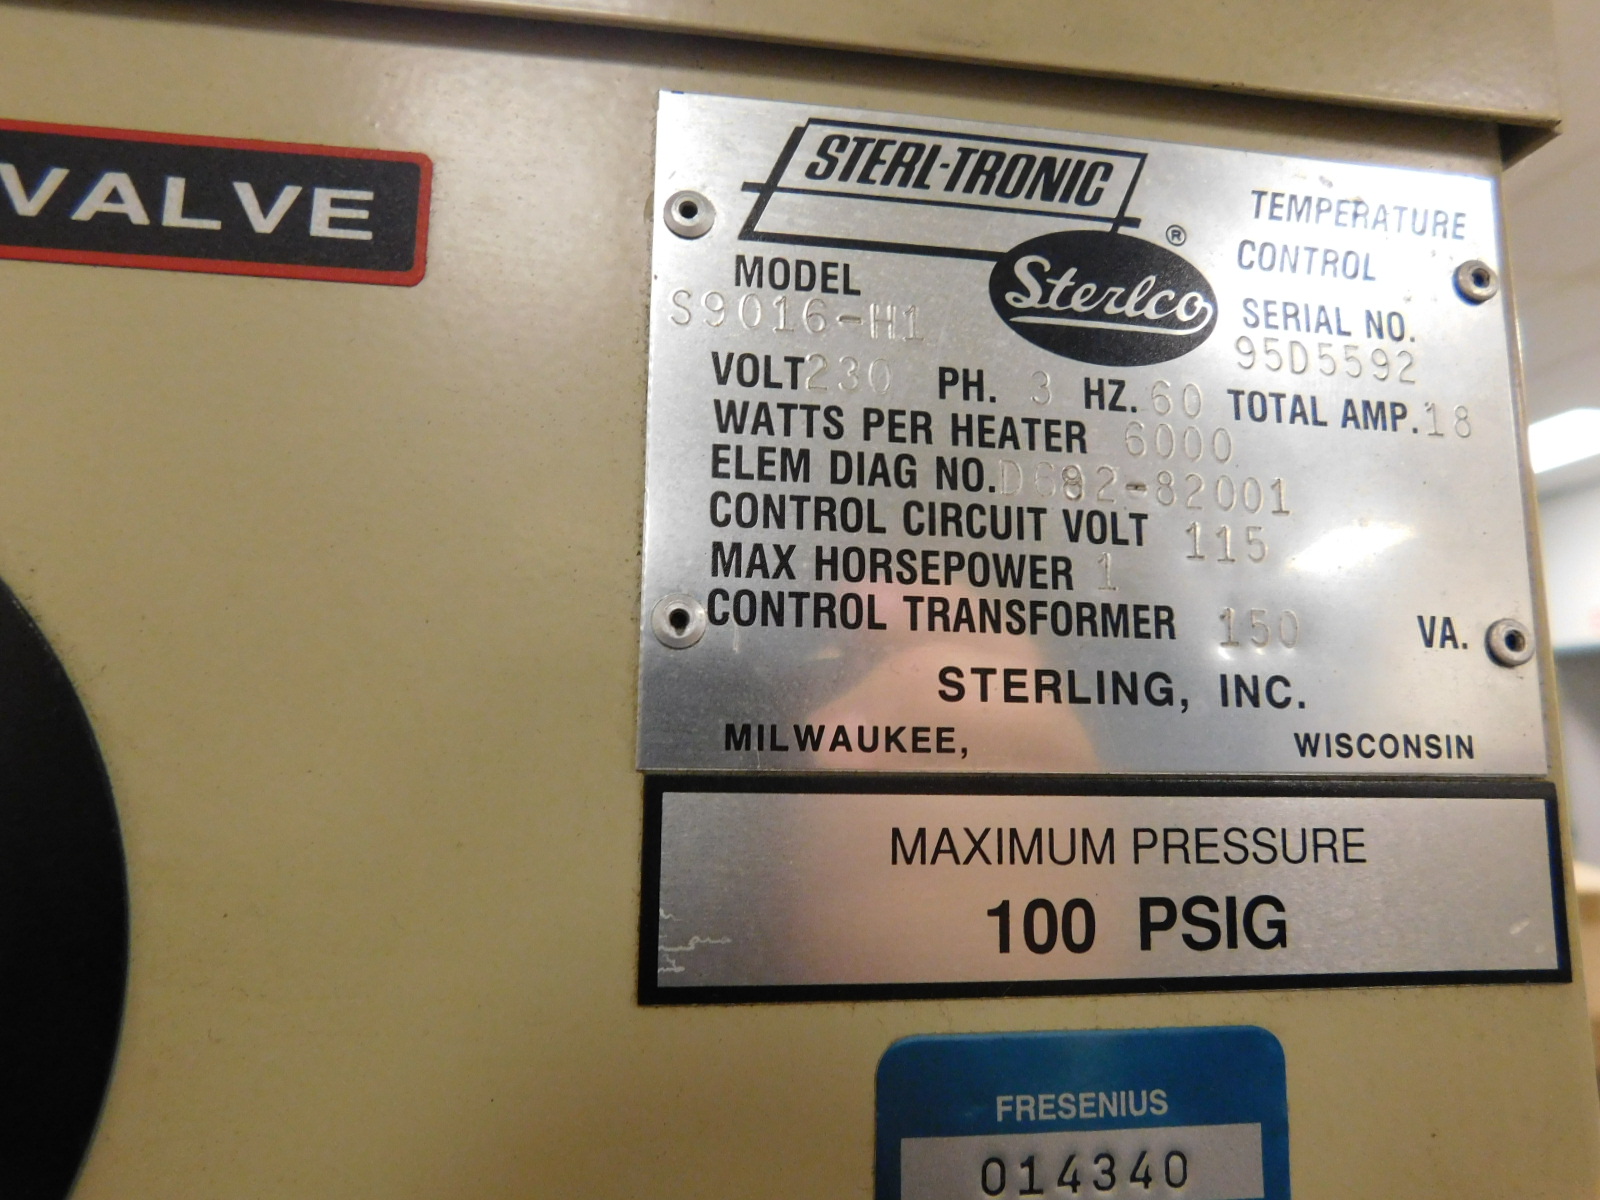 VALVE
STERL-TRONIC
®
Sterlco
TEMPERATURE
CONTROL
MODEL
S9016-H1
SERIAL NO.
95D5592
VOLT 230 PH. 3 HZ. 60 TOTAL AMP. 18
WATTS PER HEATER 6000
ELEM DIAG NO. D692-82001
CONTROL CIRCUIT VOLT 115
MAX HORSEPOWER 1
CONTROL TRANSFORMER 150 VA.
STERLING, INC.
MILWAUKEE, WISCONSIN
MAXIMUM PRESSURE
100 PSIG
FRESENIUS
014340